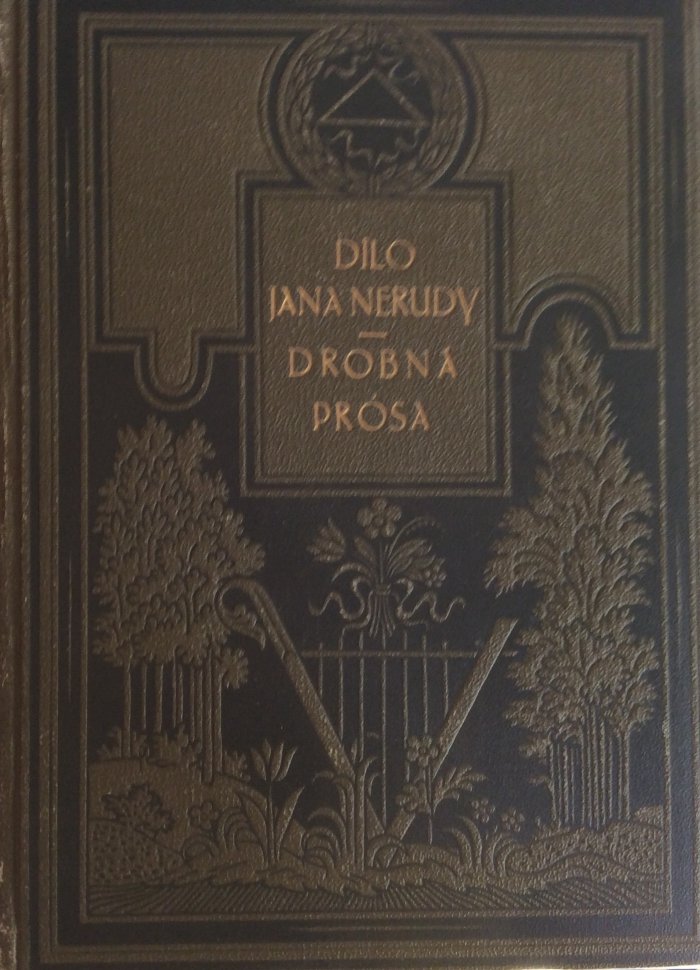 DÍLO
JANA NERUDY
—
DROBNÁ
PRÓSA